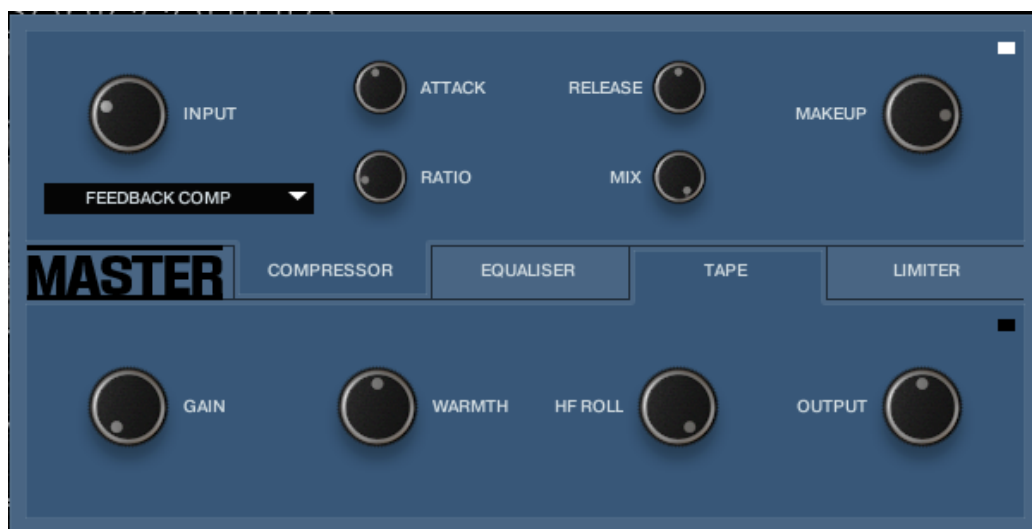 INPUT
ATTACK
RELEASE
MAKEUP
FEEDBACK COMP
RATIO
MIX
MASTER
COMPRESSOR
EQUALISER
TAPE
LIMITER
GAIN
WARMTH
HF ROLL
OUTPUT